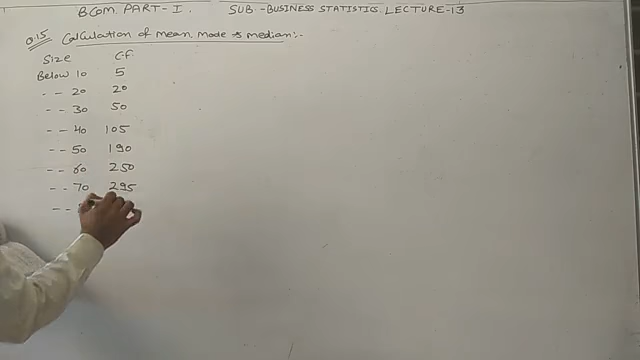 BCOM PART-I SUB.-BUSINESS STATISTICS LECTURE-13
Q.15 Calculation of mean, mode & median:-
Size C.F.
Below 10 5
-- 20 20
-- 30 50
-- 40 105
-- 50 190
-- 60 250
-- 70 295
--